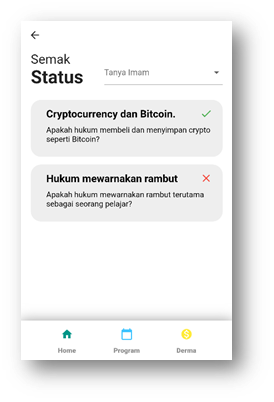 Semak
Status
Tanya Imam
Cryptocurrency dan Bitcoin.
Apakah hukum membeli dan menyimpan crypto
seperti Bitcoin?
Hukum mewarnakan rambut
Apakah hukum mewarnakan rambut terutama
sebagai seorang pelajar?
Home Program Derma